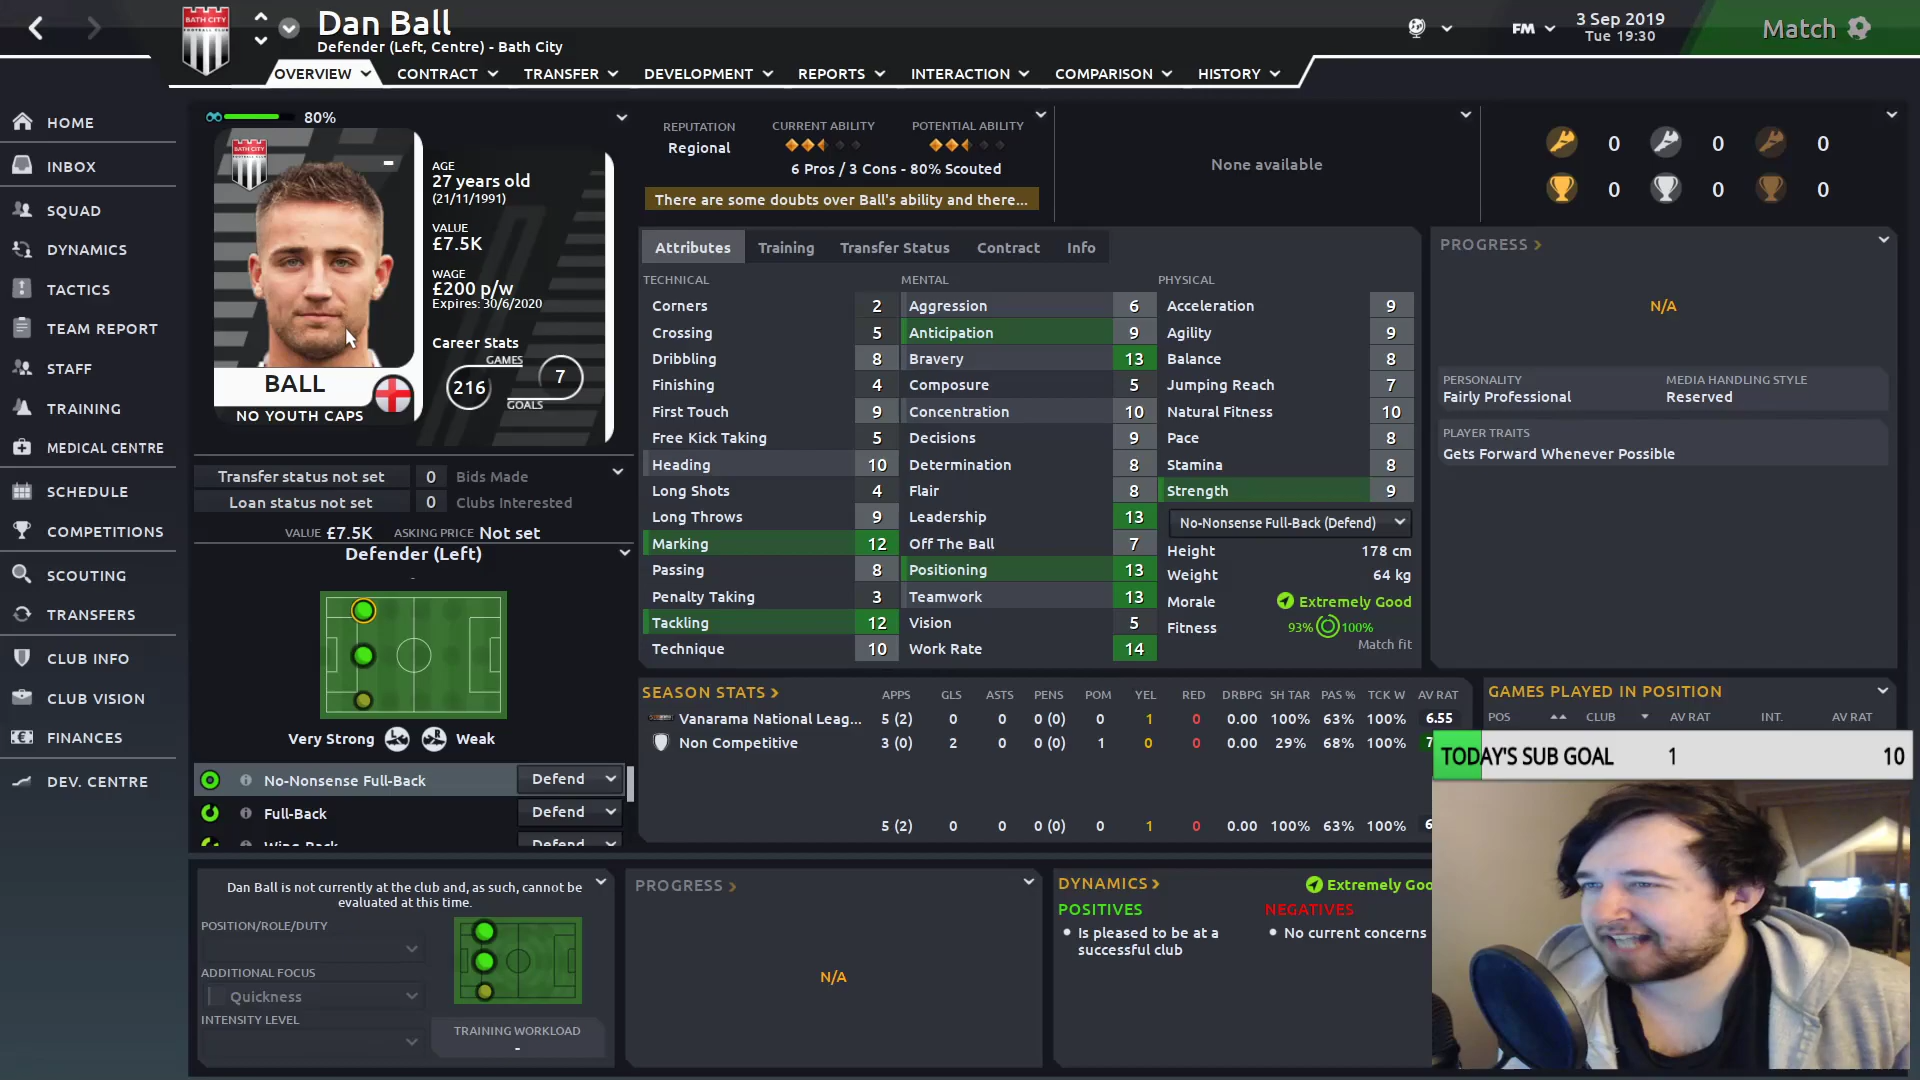 BATH CITY
Dan Ball
Defender (Left, Centre) - Bath City
FM
3 Sep 2019
Tue 19:30
Match
OVERVIEW
CONTRACT
TRANSFER
DEVELOPMENT
REPORTS
INTERACTION
COMPARISON
HISTORY
HOME
INBOX
SQUAD
DYNAMICS
TACTICS
TEAM REPORT
STAFF
TRAINING
MEDICAL CENTRE
SCHEDULE
COMPETITIONS
SCOUTING
TRANSFERS
CLUB INFO
CLUB VISION
FINANCES
DEV. CENTRE
80%
BATH CITY
-
BALL
NO YOUTH CAPS
AGE
27 years old
(21/11/1991)
VALUE
£7.5K
WAGE
£200 p/w
Expires: 30/6/2020
Career Stats
GAMES
216
7
GOALS
Transfer status not set 0 Bids Made
Loan status not set 0 Clubs Interested
VALUE £7.5K ASKING PRICE Not set
Defender (Left)
-
Very Strong L R Weak
No-Nonsense Full-Back Defend
Full-Back Defend
Wing-Back Defend
REPUTATION
Regional
CURRENT ABILITY
POTENTIAL ABILITY
6 Pros / 3 Cons - 80% Scouted
There are some doubts over Ball's ability and there...
None available
0 0 0
0 0 0
Attributes Training Transfer Status Contract Info
TECHNICAL
Corners 2
Crossing 5
Dribbling 8
Finishing 4
First Touch 9
Free Kick Taking 5
Heading 10
Long Shots 4
Long Throws 9
Marking 12
Passing 8
Penalty Taking 3
Tackling 12
Technique 10
MENTAL
Aggression 6
Anticipation 9
Bravery 13
Composure 5
Concentration 10
Decisions 9
Determination 8
Flair 8
Leadership 13
Off The Ball 7
Positioning 13
Teamwork 13
Vision 5
Work Rate 14
PHYSICAL
Acceleration 9
Agility 9
Balance 8
Jumping Reach 7
Natural Fitness 10
Pace 8
Stamina 8
Strength 9
No-Nonsense Full-Back (Defend)
Height 178 cm
Weight 64 kg
Morale Extremely Good
Fitness 93% 100%
Match fit
PROGRESS
N/A
PERSONALITY
Fairly Professional
MEDIA HANDLING STYLE
Reserved
PLAYER TRAITS
Gets Forward Whenever Possible
SEASON STATS APPS GLS ASTS PENS POM YEL RED DRBPG SH TAR PAS % TCK W AV RAT
Vanarama National Leag... 5 (2) 0 0 0 (0) 0 1 0 0.00 100% 63% 100% 6.55
Non Competitive 3 (0) 2 0 0 (0) 1 0 0 0.00 29% 68% 100% 7
5 (2) 0 0 0 (0) 0 1 0 0.00 100% 63% 100% 6
GAMES PLAYED IN POSITION
POS CLUB AV RAT INT. AV RAT
TODAY'S SUB GOAL 1 10
Dan Ball is not currently at the club and, as such, cannot be
evaluated at this time.
POSITION/ROLE/DUTY
ADDITIONAL FOCUS
Quickness
INTENSITY LEVEL
TRAINING WORKLOAD
-
PROGRESS
N/A
DYNAMICS
Extremely Goo
POSITIVES
Is pleased to be at a
successful club
NEGATIVES
No current concerns